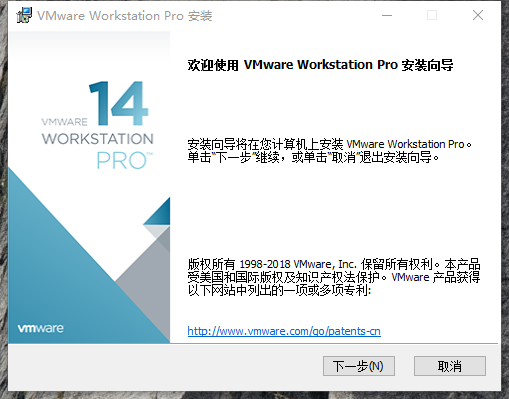 VMware Workstation Pro 安装
VMWARE 14
WORKSTATION
PRO™
欢迎使用 VMware Workstation Pro 安装向导
安装向导将在您计算机上安装 VMware Workstation Pro。
单击“下一步”继续，或单击“取消”退出安装向导。
版权所有 1998-2018 VMware, Inc. 保留所有权利。本产品
受美国和国际版权及知识产权法保护。VMware 产品获得
以下网站中列出的一项或多项专利:
http://www.vmware.com/go/patents-cn
vmware
下一步(N)
取消